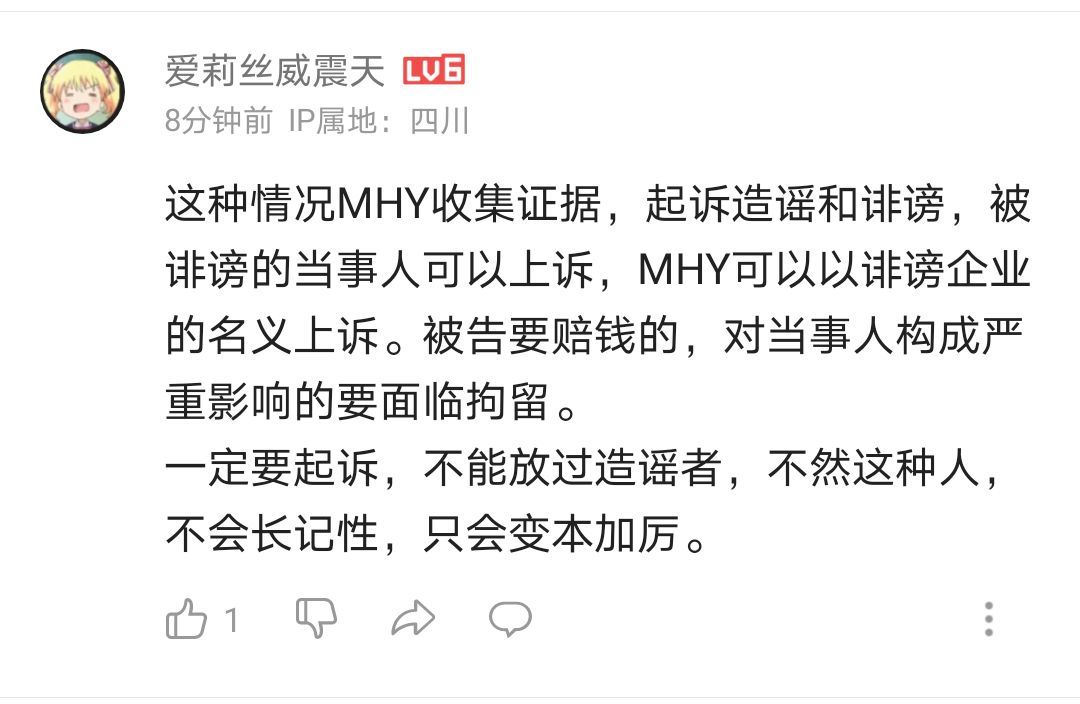 爱莉丝威震天 LV6
8分钟前 IP属地：四川
这种情况MHY收集证据，起诉造谣和诽谤，被
诽谤的当事人可以上诉，MHY可以以诽谤企业
的名义上诉。被告要赔钱的，对当事人构成严
重影响的要面临拘留。
一定要起诉，不能放过造谣者，不然这种人，
不会长记性，只会变本加厉。
1